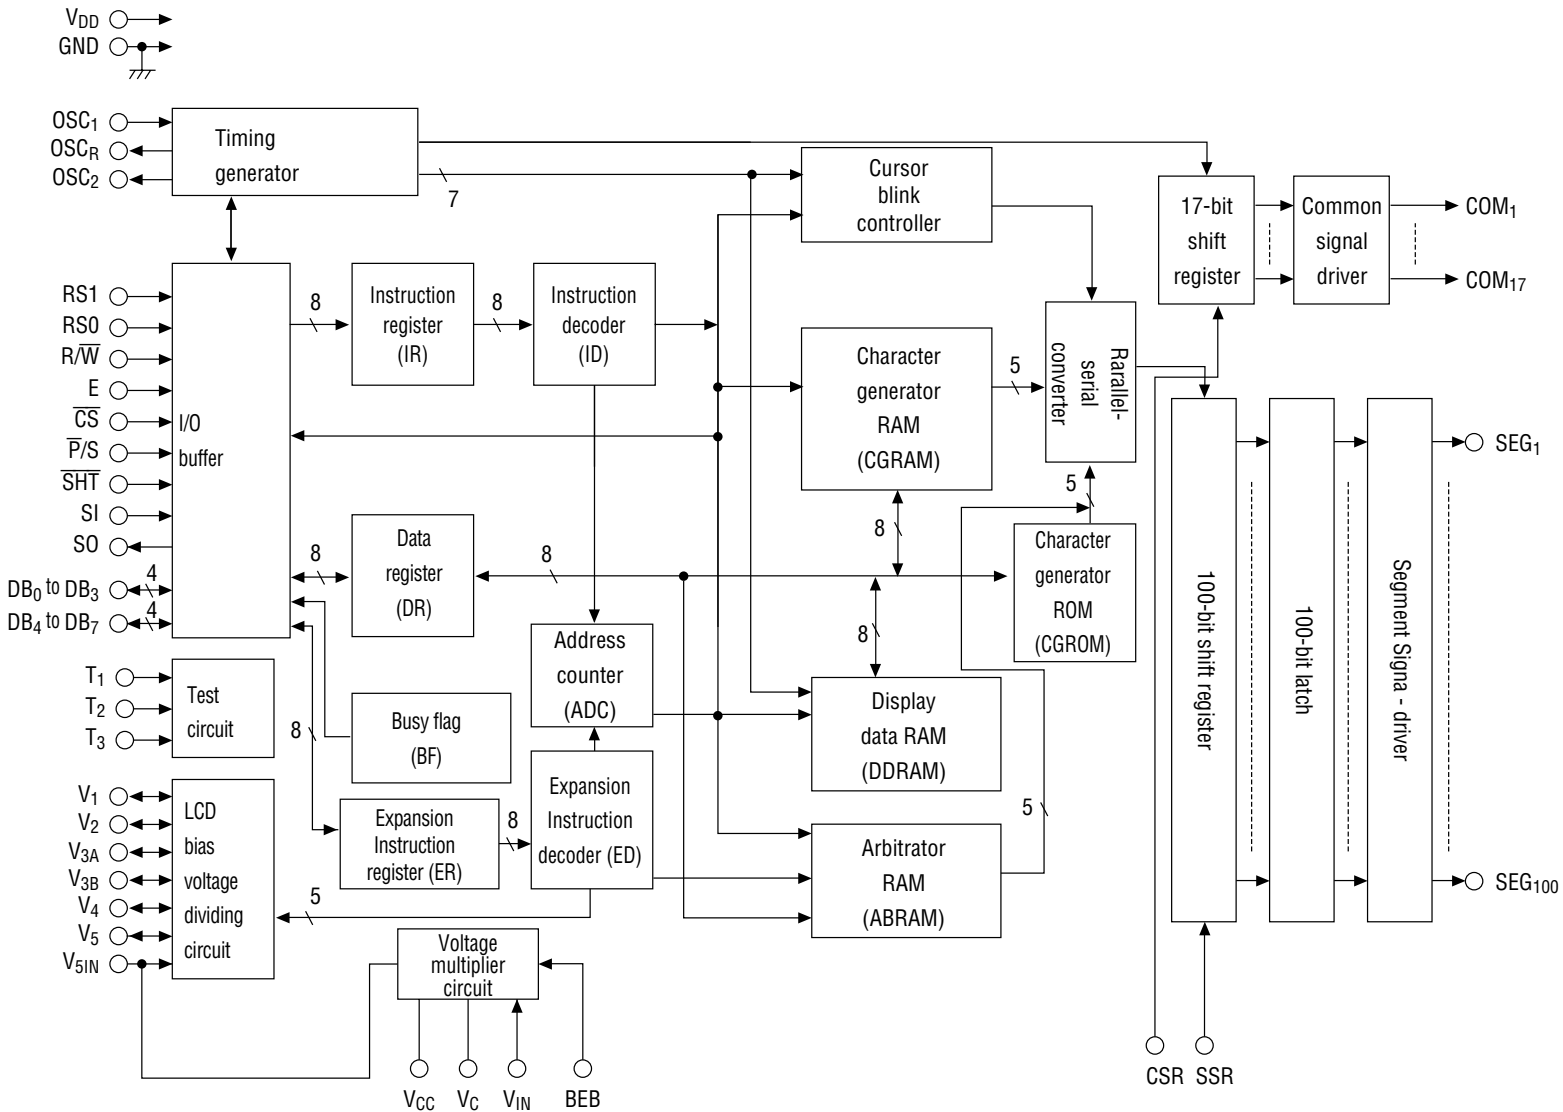 VDD
GND
OSC1
OSCR
OSC2
Timing
generator
7
Cursor
blink
controller
17-bit
shift
register
Common
signal
driver
COM1
COM17
RS1
RS0
R/W̅
E
C̅S̅
P̅/S
S̅H̅T̅
SI
SO
DB0 to DB3
4
DB4 to DB7
4
I/O
buffer
8
Instruction
register
(IR)
8
Instruction
decoder
(ID)
Character
generator
RAM
(CGRAM)
5
Rarallel-
serial
converter
5
8
8
Data
register
(DR)
8
Character
generator
ROM
(CGROM)
8
Address
counter
(ADC)
T1
T2
T3
Test
circuit
8
Busy flag
(BF)
Display
data RAM
(DDRAM)
Expansion
Instruction
register (ER)
8
Expansion
Instruction
decoder (ED)
Arbitrator
RAM
(ABRAM)
5
V1
V2
V3A
V3B
V4
V5
V5IN
LCD
bias
voltage
dividing
circuit
5
Voltage
multiplier
circuit
VCC
VC
VIN
BEB
100-bit shift register
100-bit latch
Segment Signa - driver
SEG1
SEG100
CSR
SSR